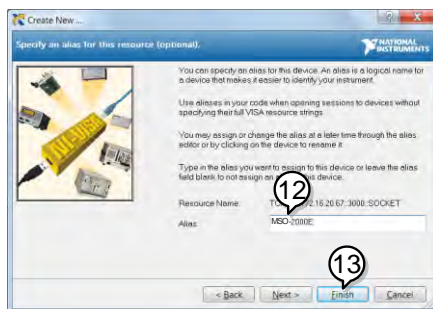 Create New ...
Specify an alias for this resource (optional).
NATIONAL
INSTRUMENTS
You can specify an alias for this device. An alias is a logical name for
a device that makes it easier to identify your instrument.
Use aliases in your code when opening sessions to devices without
specifying their full VISA resource strings.
You may assign or change the alias at a later time through the alias
editor or by clicking on the device to rename it
Type in the alias you want to assign to this device or leave the alias
field blank to not assign an this device.
12
Resource Name: 2.16.20.67::3000::SOCKET
Alias: MSO-2000E
IVI-VISA
13
< Back Next > Finish Cancel